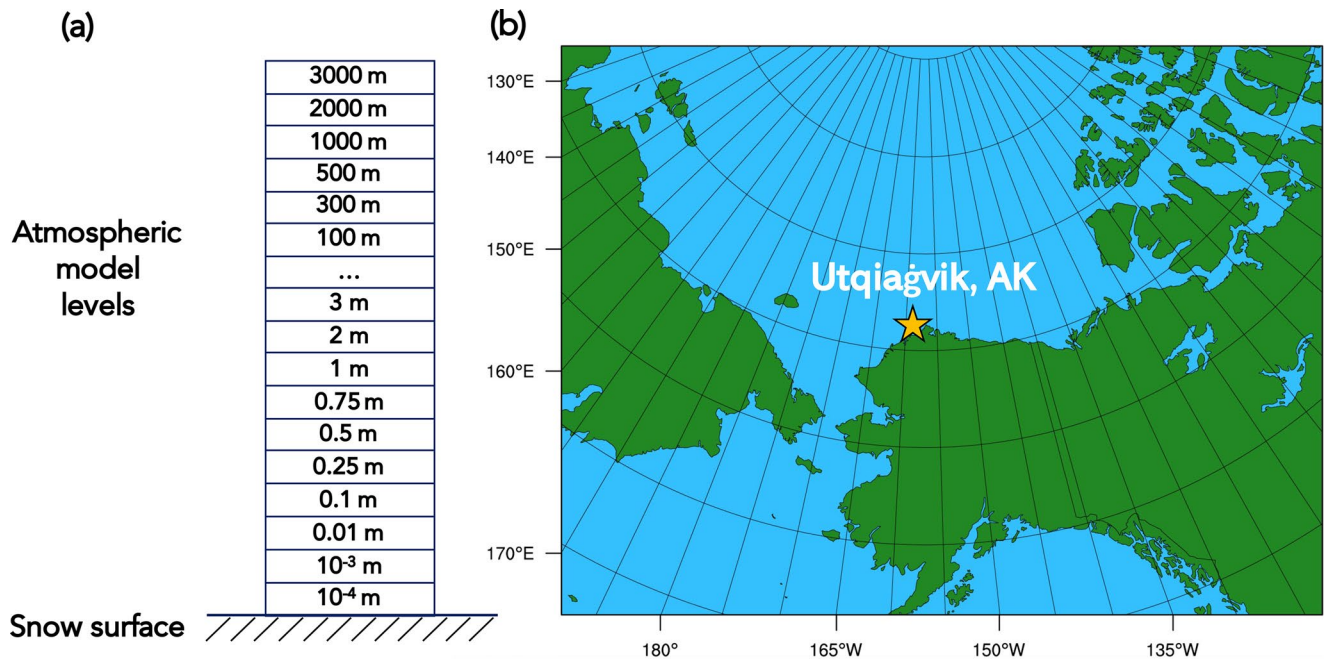 (a)
3000 m
2000 m
1000 m
500 m
300 m
100 m
...
3 m
2 m
1 m
0.75 m
0.5 m
0.25 m
0.1 m
0.01 m
10⁻³ m
10⁻⁴ m
Atmospheric
model
levels
Snow surface
(b)
130°E
140°E
150°E
160°E
170°E
Utqiaġvik, AK
180°
165°W
150°W
135°W